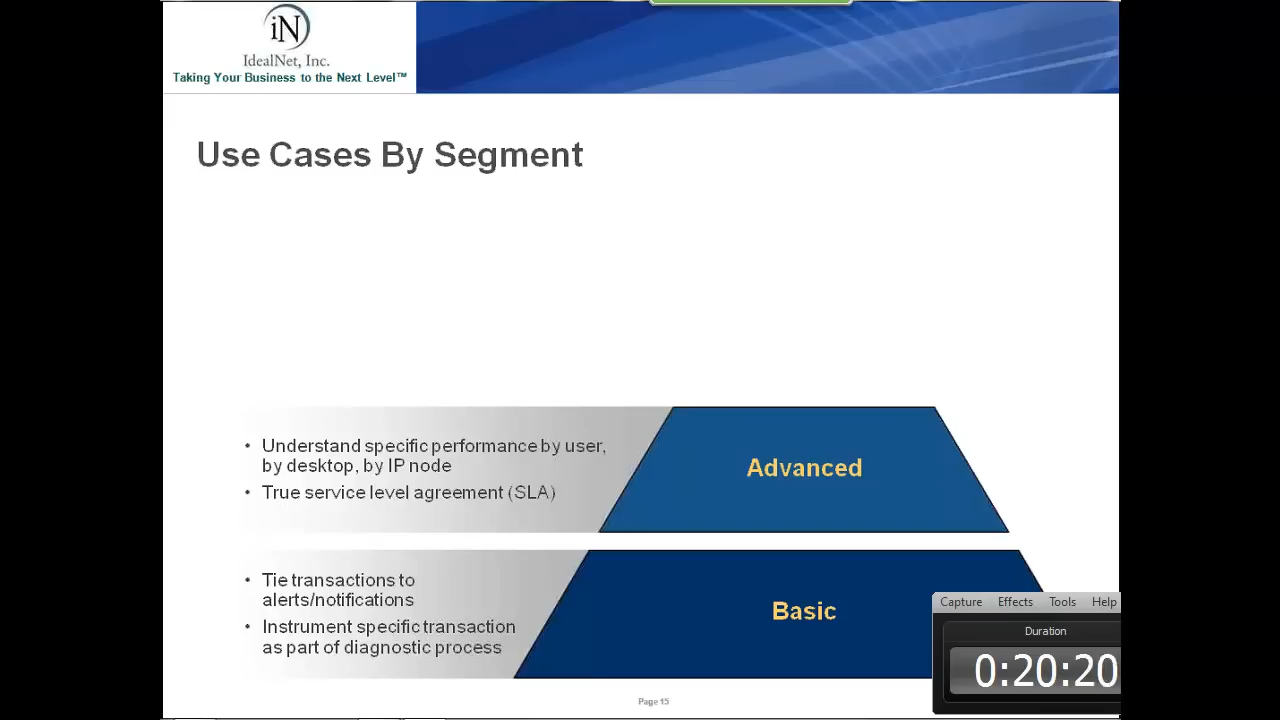 iN
IdealNet, Inc.
Taking Your Business to the Next Level™
Use Cases By Segment
• Understand specific performance by user,
by desktop, by IP node
• True service level agreement (SLA)
Advanced
• Tie transactions to
alerts/notifications
• Instrument specific transaction
as part of diagnostic process
Basic
Capture Effects Tools Help
Duration
0:20:20
Page 15